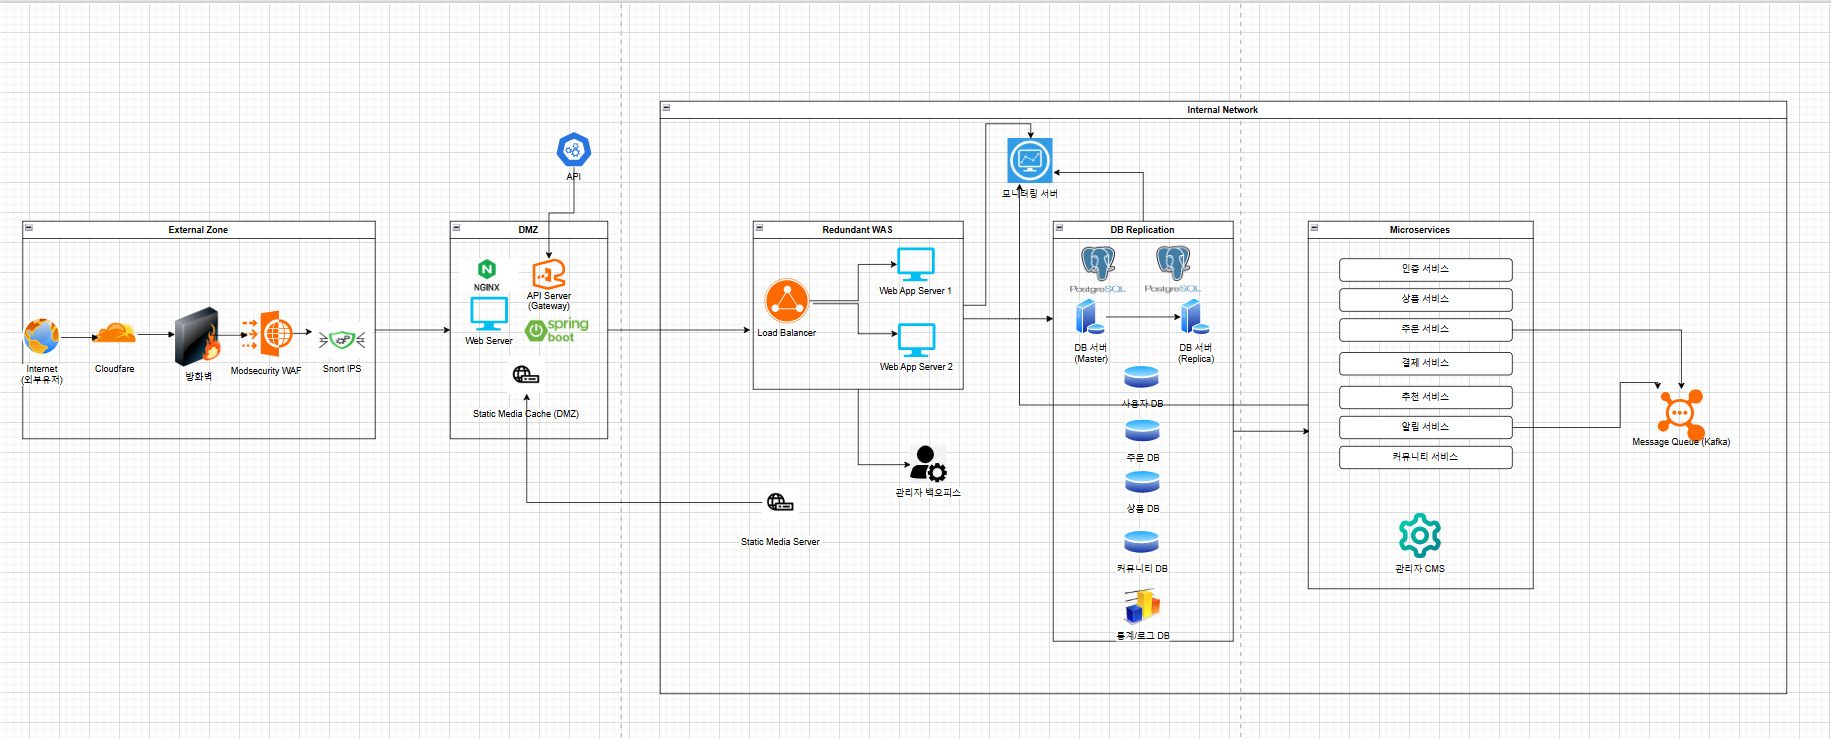 Internal Network
API
모니터링 서버
External Zone
Internet
(외부유저)
Cloudfare
방화벽
Modsecurity WAF
Snort IPS
DMZ
NGINX
Web Server
API Server
(Gateway)
spring
boot
Static Media Cache (DMZ)
Redundant WAS
Load Balancer
Web App Server 1
Web App Server 2
관리자 백오피스
Static Media Server
DB Replication
PostgreSQL
PostgreSQL
DB 서버
(Master)
DB 서버
(Replica)
사용자 DB
주문 DB
상품 DB
커뮤니티 DB
통계/로그 DB
Microservices
인증 서비스
상품 서비스
주문 서비스
결제 서비스
추천 서비스
알림 서비스
커뮤니티 서비스
관리자 CMS
Message Queue (Kafka)